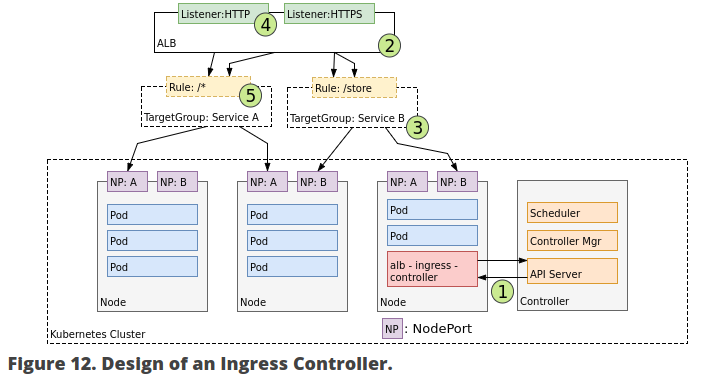 Listener:HTTP
Listener:HTTPS
4
ALB
2
Rule: /*
5
Rule: /store
TargetGroup: Service A
TargetGroup: Service B
3
NP: A
NP: B
NP: A
NP: B
NP: A
NP: B
Pod
Pod
Pod
Node
Pod
Pod
Pod
Node
Pod
Pod
alb - ingress -
controller
Node
1
Scheduler
Controller Mgr
API Server
Controller
Kubernetes Cluster
NP : NodePort
Figure 12. Design of an Ingress Controller.